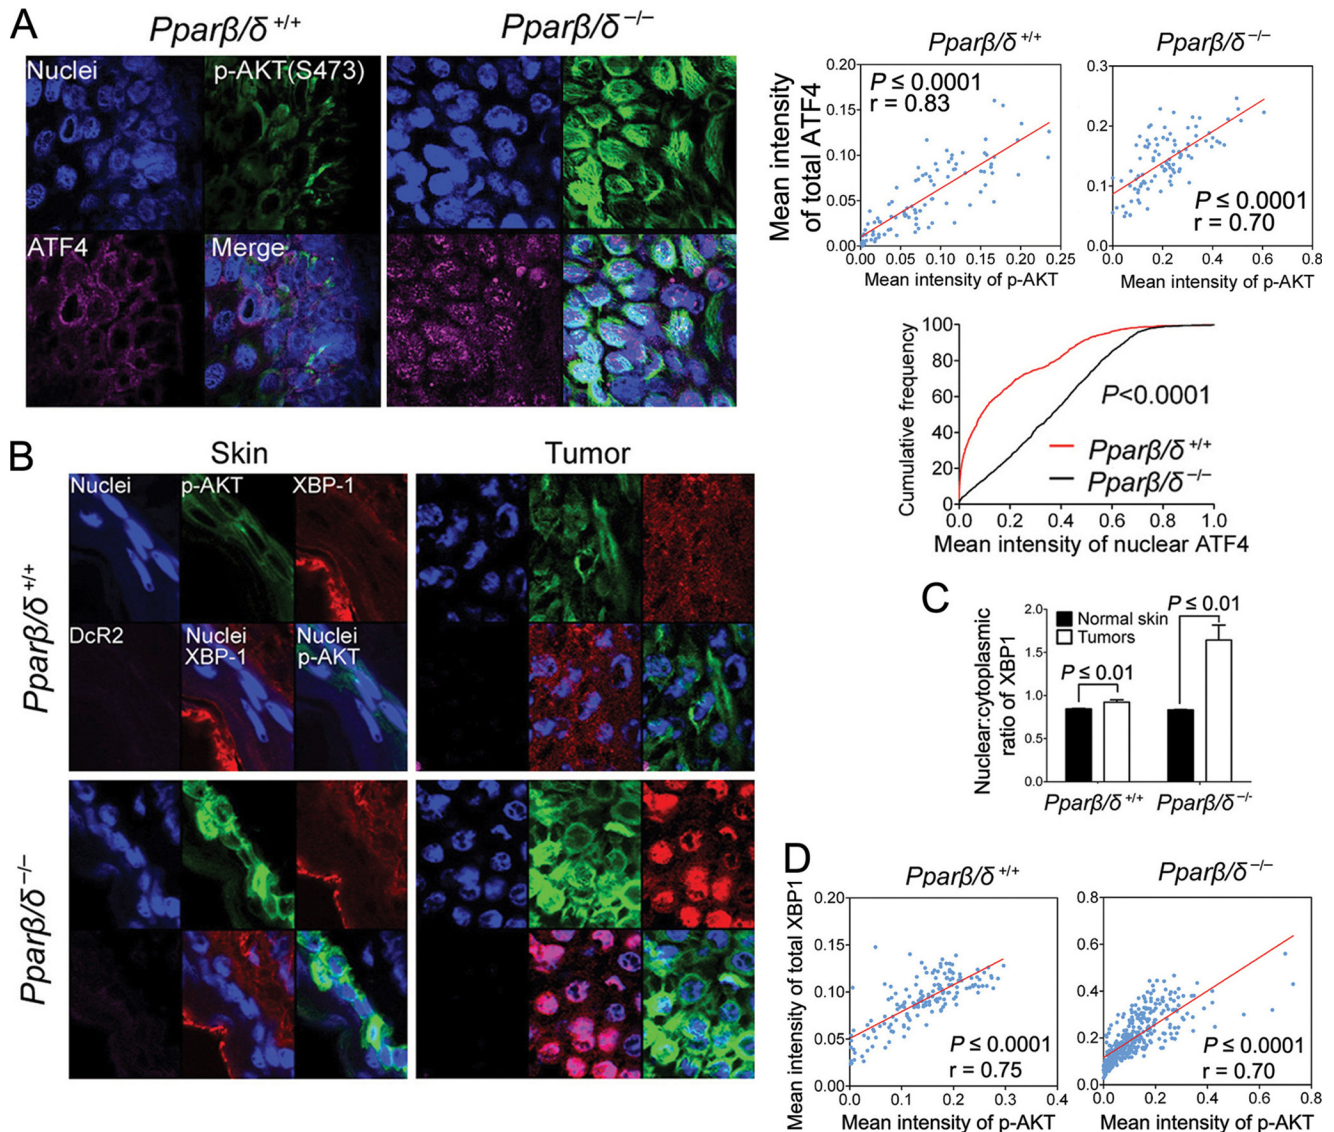 A
Pparβ/δ +/+
Pparβ/δ –/–
Nuclei
p-AKT(S473)
ATF4
Merge
Pparβ/δ +/+
Pparβ/δ –/–
Mean intensity
of total ATF4
0.20
0.15
0.10
0.05
0.00
P ≤ 0.0001
r = 0.83
0.00 0.05 0.10 0.15 0.20 0.25
Mean intensity of p-AKT
0.3
0.2
0.1
0.0
P ≤ 0.0001
r = 0.70
0.0 0.2 0.4 0.6 0.8
Mean intensity of p-AKT
Cumulative frequency
100
80
60
40
20
0
P<0.0001
Pparβ/δ +/+
Pparβ/δ –/–
0.0 0.2 0.4 0.6 0.8 1.0
Mean intensity of nuclear ATF4
B
Skin
Tumor
Pparβ/δ +/+
Nuclei
p-AKT
XBP-1
DcR2
Nuclei
XBP-1
Nuclei
p-AKT
Pparβ/δ –/–
C
Nuclear:cytoplasmic
ratio of XBP1
2.0
1.5
1.0
0.5
0.0
Normal skin
Tumors
P ≤ 0.01
P ≤ 0.01
Pparβ/δ +/+
Pparβ/δ –/–
D
Pparβ/δ +/+
Pparβ/δ –/–
Mean intensity of total XBP1
0.20
0.15
0.10
0.05
0.00
P ≤ 0.0001
r = 0.75
0.0 0.1 0.2 0.3 0.4
Mean intensity of p-AKT
0.8
0.6
0.4
0.2
0.0
P ≤ 0.0001
r = 0.70
0.0 0.2 0.4 0.6 0.8
Mean intensity of p-AKT